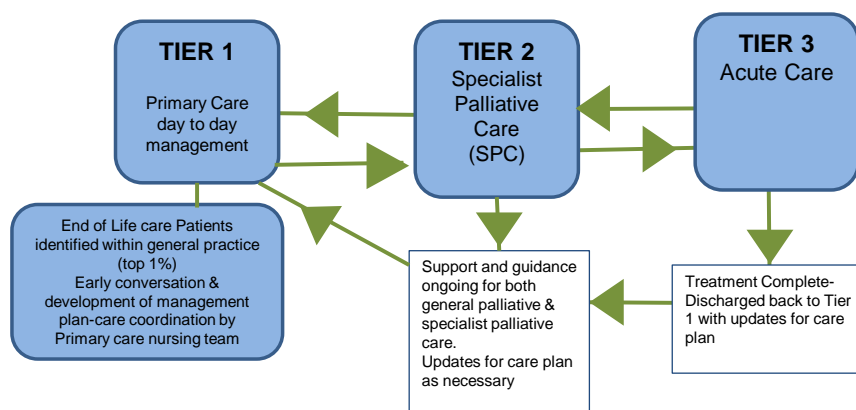 TIER 1
Primary Care
day to day
management
TIER 2
Specialist
Palliative
Care
(SPC)
TIER 3
Acute Care
End of Life care Patients
identified within general practice
(top 1%)
Early conversation &
development of management
plan-care coordination by
Primary care nursing team
Support and guidance
ongoing for both
general palliative &
specialist palliative
care.
Updates for care plan
as necessary
Treatment Complete-
Discharged back to Tier
1 with updates for care
plan